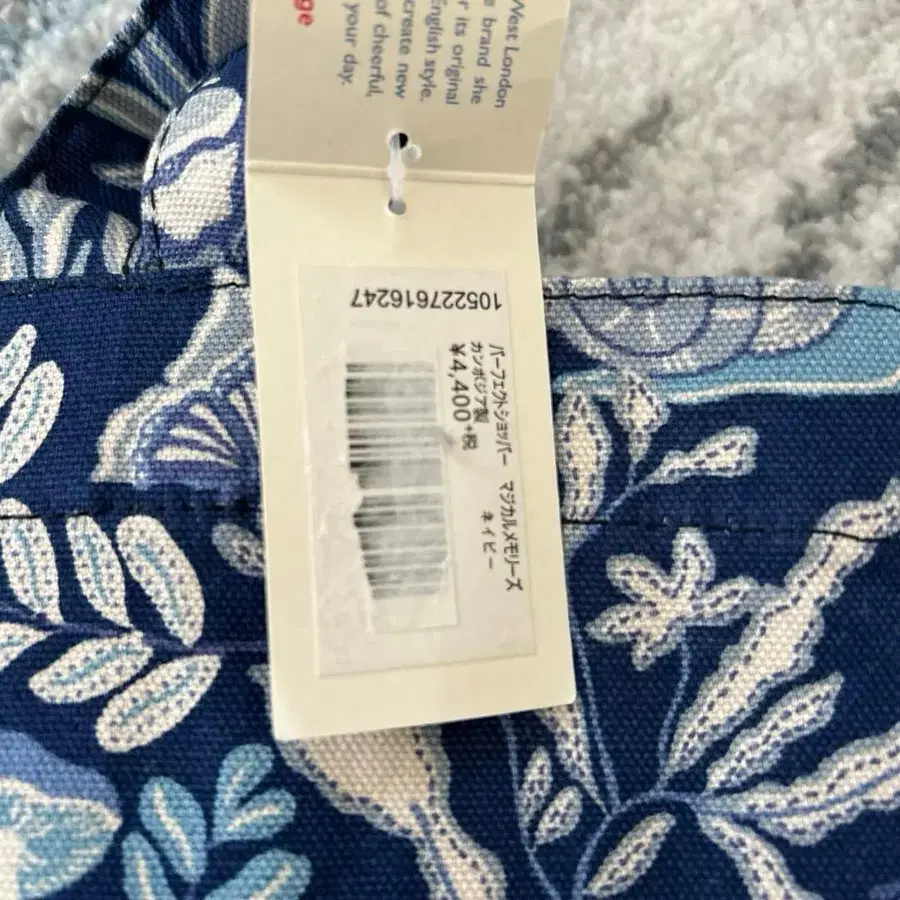 ge
West London
e brand she
r its original
English style.
create new
of cheerful,
your day.
105227616247
パーフェクトショッパー マジカルメモリーズ
ネイビー
カンボジア製
¥4,400+税